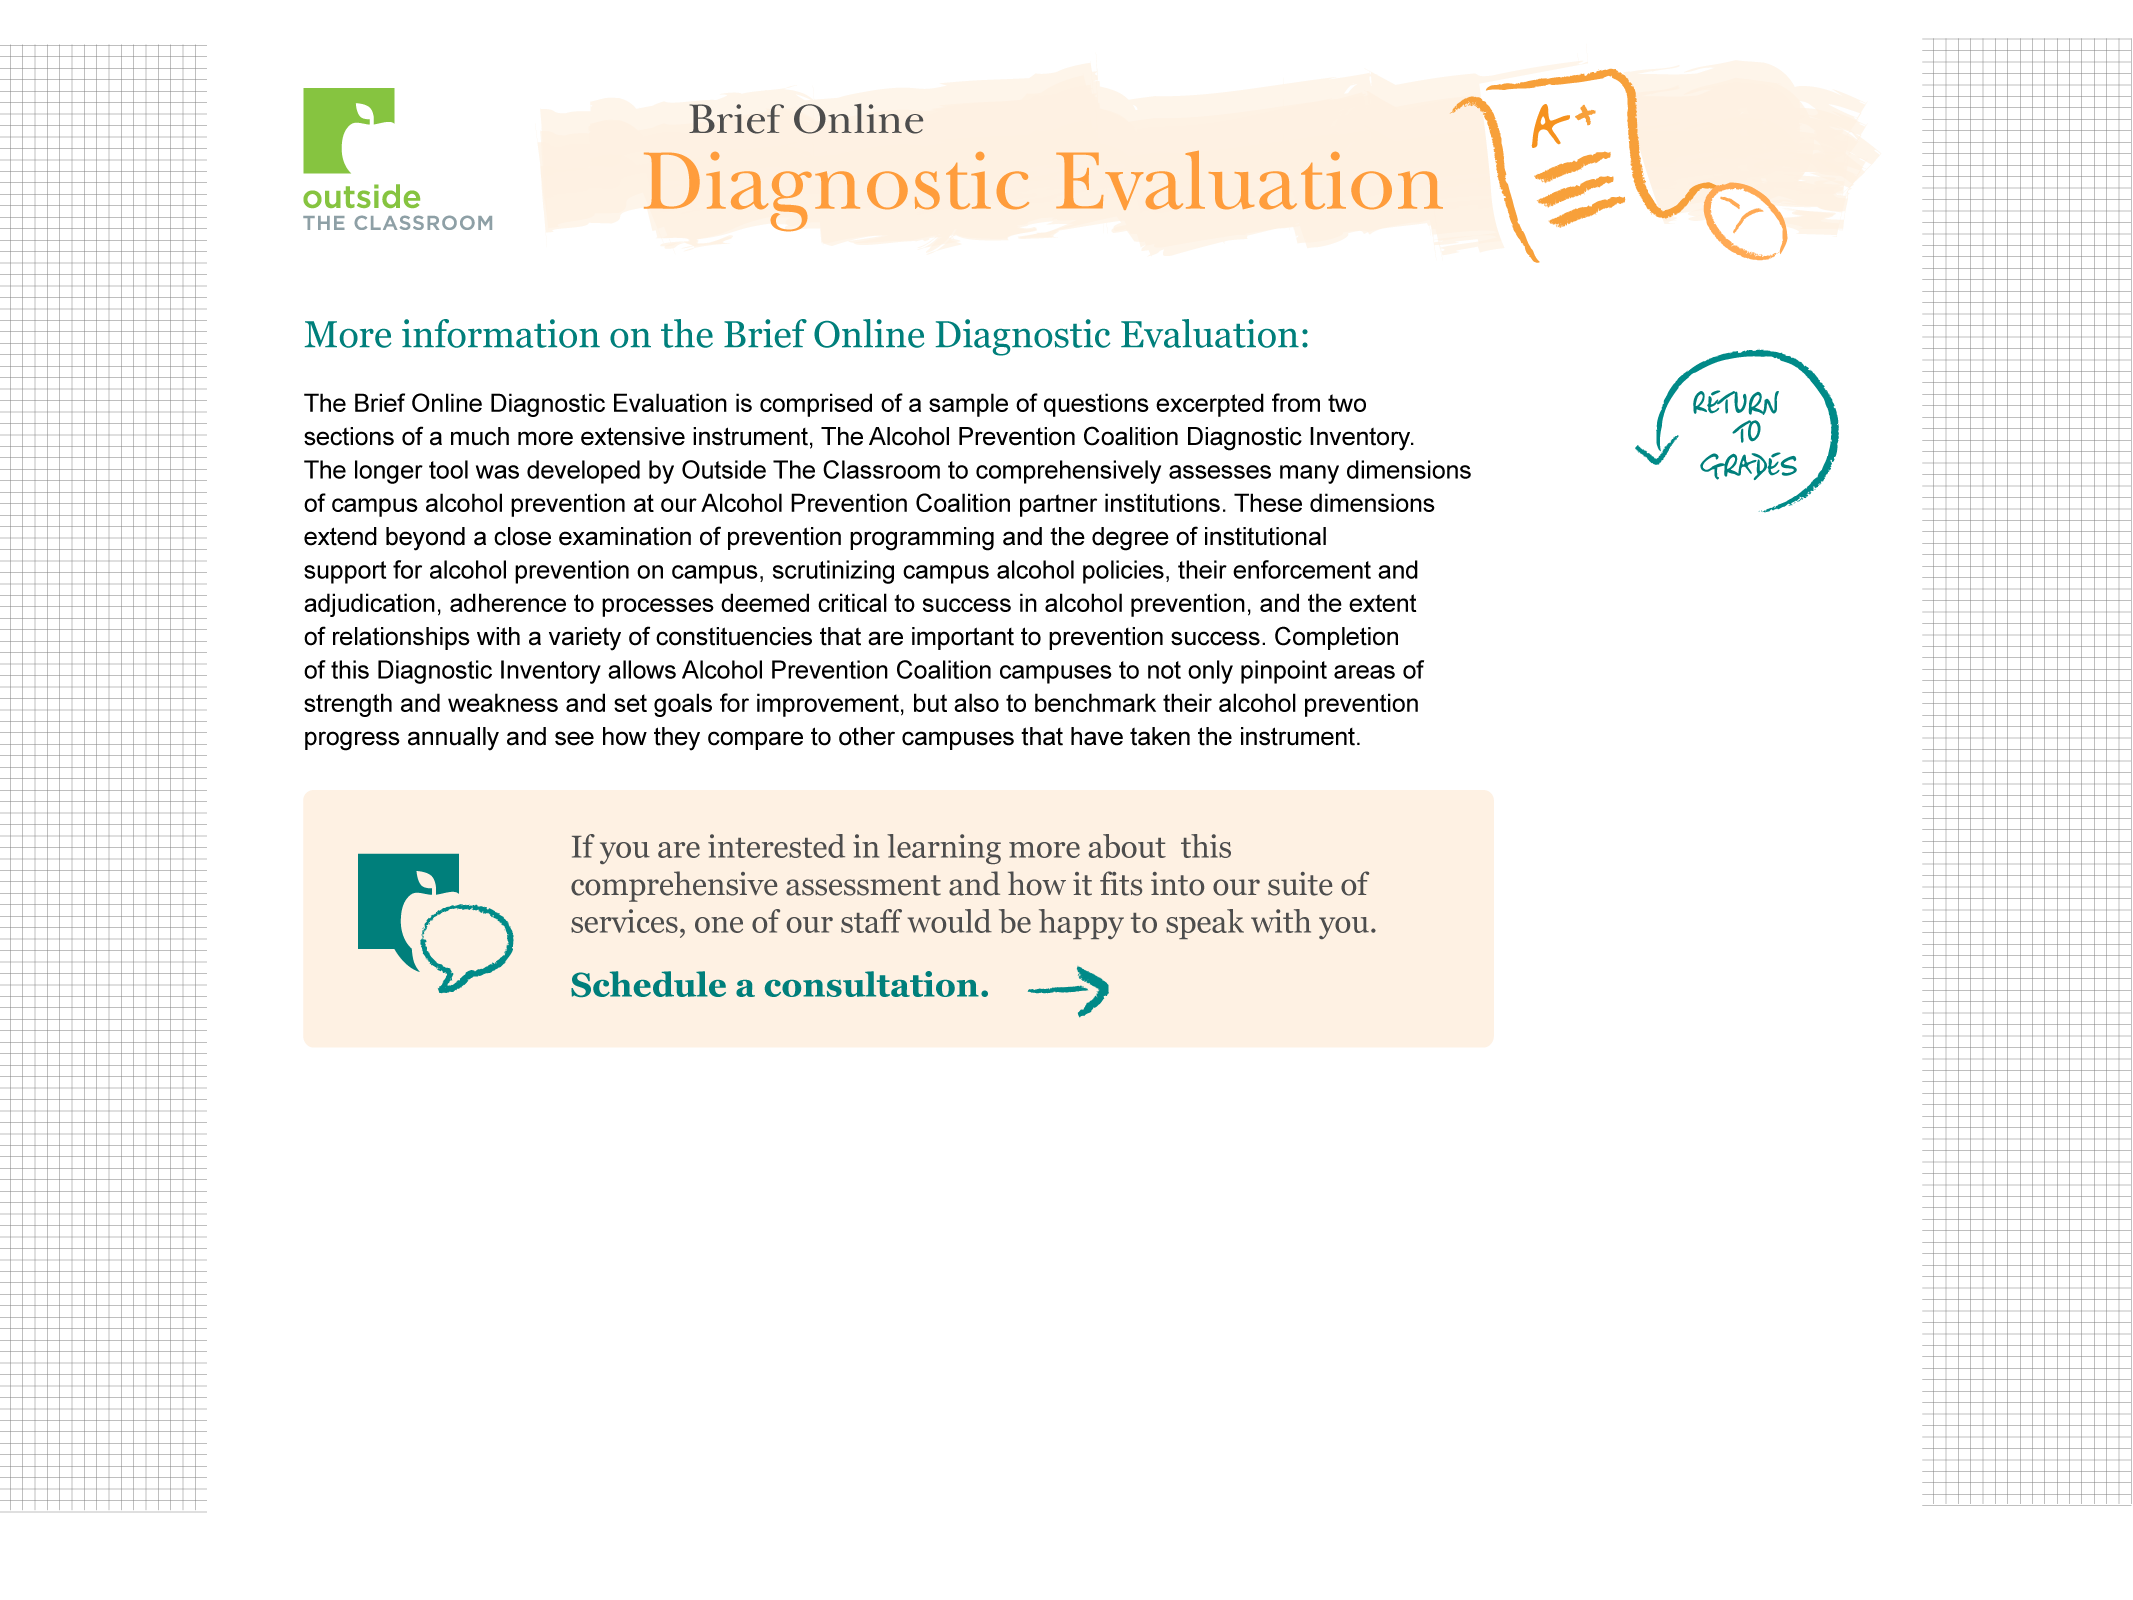 outside
THE CLASSROOM
Brief Online
Diagnostic Evaluation
A+
More information on the Brief Online Diagnostic Evaluation:
RETURN
TO
GRADES
The Brief Online Diagnostic Evaluation is comprised of a sample of questions excerpted from two
sections of a much more extensive instrument, The Alcohol Prevention Coalition Diagnostic Inventory.
The longer tool was developed by Outside The Classroom to comprehensively assesses many dimensions
of campus alcohol prevention at our Alcohol Prevention Coalition partner institutions. These dimensions
extend beyond a close examination of prevention programming and the degree of institutional
support for alcohol prevention on campus, scrutinizing campus alcohol policies, their enforcement and
adjudication, adherence to processes deemed critical to success in alcohol prevention, and the extent
of relationships with a variety of constituencies that are important to prevention success. Completion
of this Diagnostic Inventory allows Alcohol Prevention Coalition campuses to not only pinpoint areas of
strength and weakness and set goals for improvement, but also to benchmark their alcohol prevention
progress annually and see how they compare to other campuses that have taken the instrument.
If you are interested in learning more about  this
comprehensive assessment and how it fits into our suite of
services, one of our staff would be happy to speak with you.
Schedule a consultation.